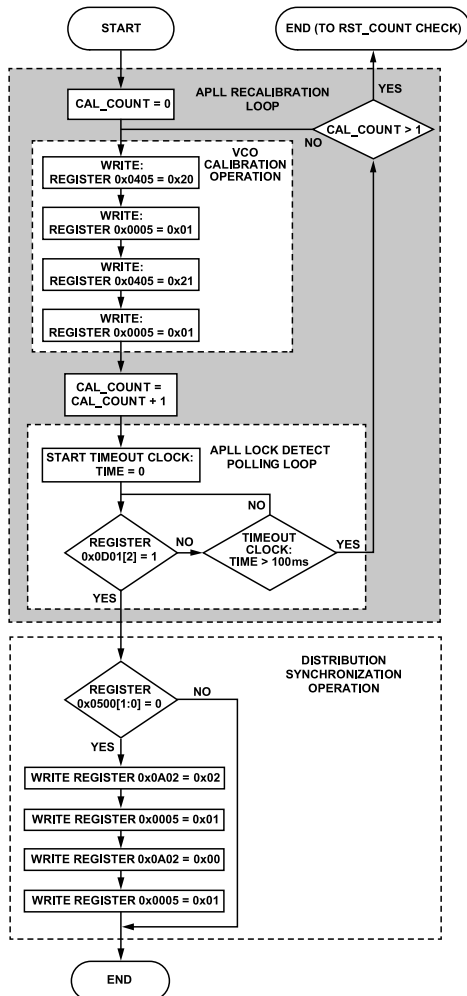 START
END (TO RST_COUNT CHECK)
APLL RECALIBRATION
LOOP
YES
CAL_COUNT = 0
CAL_COUNT > 1
NO
VCO
CALIBRATION
OPERATION
WRITE:
REGISTER 0x0405 = 0x20
WRITE:
REGISTER 0x0005 = 0x01
WRITE:
REGISTER 0x0405 = 0x21
WRITE:
REGISTER 0x0005 = 0x01
CAL_COUNT =
CAL_COUNT + 1
APLL LOCK DETECT
POLLING LOOP
START TIMEOUT CLOCK:
TIME = 0
NO
REGISTER
0x0D01[2] = 1
NO
TIMEOUT
CLOCK:
TIME > 100ms
YES
YES
DISTRIBUTION
SYNCHRONIZATION
OPERATION
REGISTER
0x0500[1:0] = 0
NO
YES
WRITE REGISTER 0x0A02 = 0x02
WRITE REGISTER 0x0005 = 0x01
WRITE REGISTER 0x0A02 = 0x00
WRITE REGISTER 0x0005 = 0x01
END